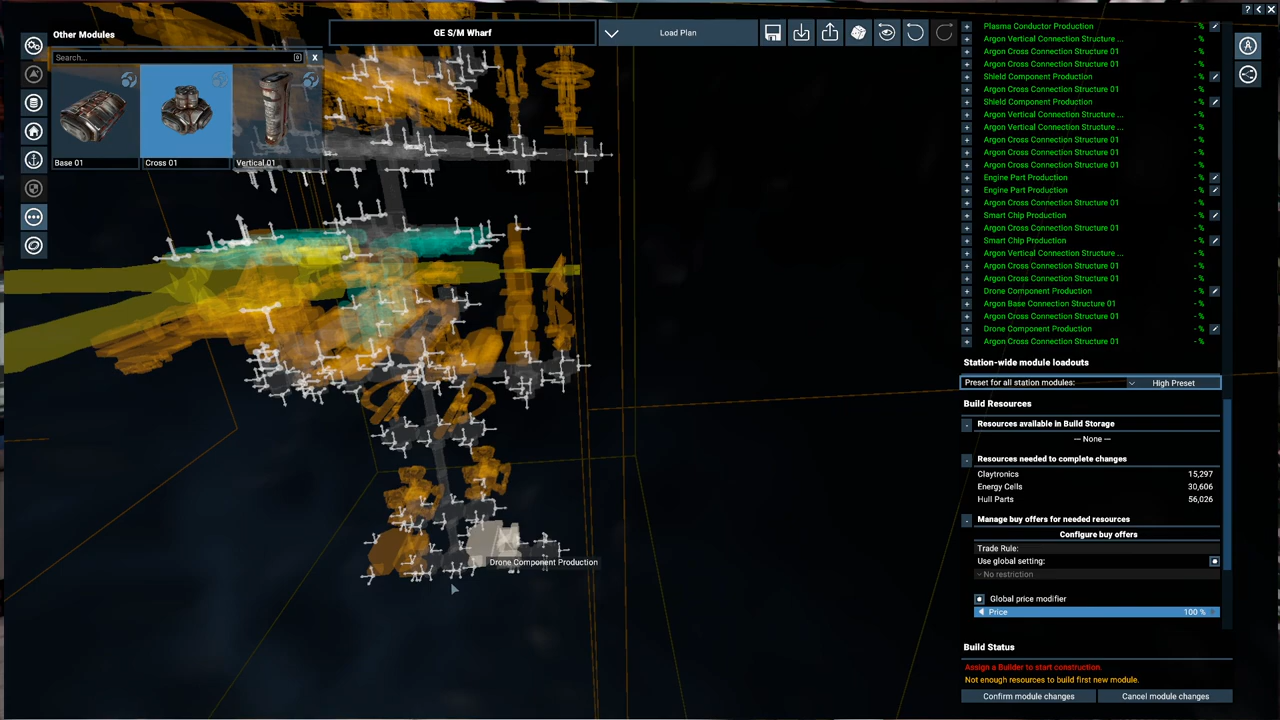 Other Modules
Search...
x
Base 01
Cross 01
Vertical 01
GE S/M Wharf
Load Plan
?
Plasma Conductor Production - %
Argon Vertical Connection Structure ... - %
Argon Cross Connection Structure 01 - %
Argon Cross Connection Structure 01 - %
Shield Component Production - %
Argon Cross Connection Structure 01 - %
Shield Component Production - %
Argon Vertical Connection Structure ... - %
Argon Vertical Connection Structure ... - %
Argon Cross Connection Structure 01 - %
Argon Cross Connection Structure 01 - %
Argon Cross Connection Structure 01 - %
Engine Part Production - %
Engine Part Production - %
Argon Cross Connection Structure 01 - %
Smart Chip Production - %
Argon Cross Connection Structure 01 - %
Smart Chip Production - %
Argon Vertical Connection Structure ... - %
Argon Cross Connection Structure 01 - %
Argon Cross Connection Structure 01 - %
Drone Component Production - %
Argon Base Connection Structure 01 - %
Argon Cross Connection Structure 01 - %
Drone Component Production - %
Argon Cross Connection Structure 01 - %
Station-wide module loadouts
Preset for all station modules: High Preset
Build Resources
Resources available in Build Storage
— None —
Resources needed to complete changes
Claytronics 15,297
Energy Cells 30,606
Hull Parts 56,026
Manage buy offers for needed resources
Configure buy offers
Trade Rule:
Use global setting:
No restriction
Global price modifier
Price 100 %
Build Status
Assign a Builder to start construction.
Not enough resources to build first new module.
Confirm module changes
Cancel module changes
Drone Component Production